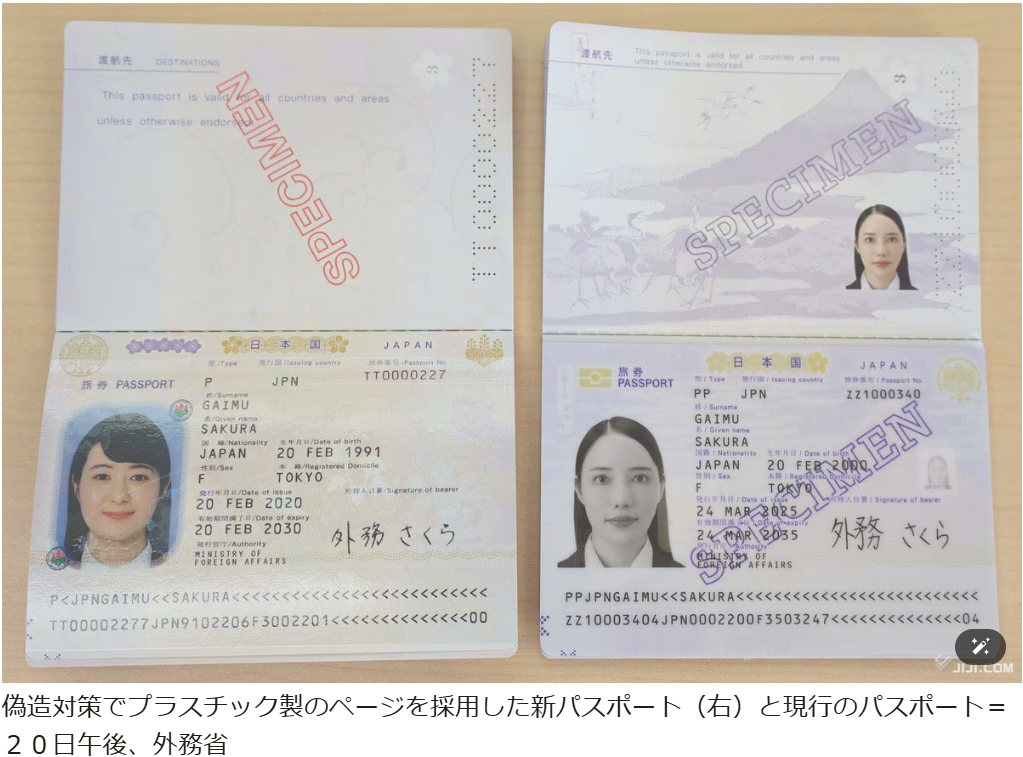 渡航先 DESTINATIONS
This passport is valid for all countries and areas
unless otherwise endorsed
SPECIMEN
日本国
JAPAN
旅券 PASSPORT
型/Type 発行国/Issuing country 旅券番号/Passport No.
P JPN TT0000227
姓/Surname
GAIMU
名/Given name
SAKURA
国籍/Nationality 生年月日/Date of birth
JAPAN 20 FEB 1991
性別/Sex 本籍/Registered Domicile
F TOKYO
発行年月日/Date of issue 所持人自署/Signature of bearer
20 FEB 2020
有効期間満了日/Date of expiry
20 FEB 2030
外務 さくら
発行官庁/Authority
MINISTRY OF
FOREIGN AFFAIRS
P<JPNGAIMU<<SAKURA<<<<<<<<<<<<<<<<<<<<<<<<<<
TT00002277JPN9102206F3002201<<<<<<<<<<<<<<00
渡航先
This passport is valid for all countries and areas
unless otherwise endorsed
3
SPECIMEN
日本国
JAPAN
旅券
PASSPORT
型/Type 発行国/Issuing country 旅券番号/Passport No.
PP JPN ZZ1000340
姓/Surname
GAIMU
名/Given name
SAKURA
国籍/Nationality 生年月日/Date of birth
JAPAN 20 FEB 2000
性別/Sex 本籍/Registered Domicile
F TOKYO
発行年月日/Date of issue 所持人自署/Signature of bearer
24 MAR 2025
有効期間満了日/Date of expiry
24 MAR 2035
外務 さくら
発行官庁/Authority
MINISTRY OF
FOREIGN AFFAIRS
SPECIMEN
PPJPNGAIMU<<SAKURA<<<<<<<<<<<<<<<<<<<<<<<<<<
ZZ10003404JPN0002200F3503247<<<<<<<<<<<<<<04
JIJI.COM
偽造対策でプラスチック製のページを採用した新パスポート（右）と現行のパスポート＝
２０日午後、外務省